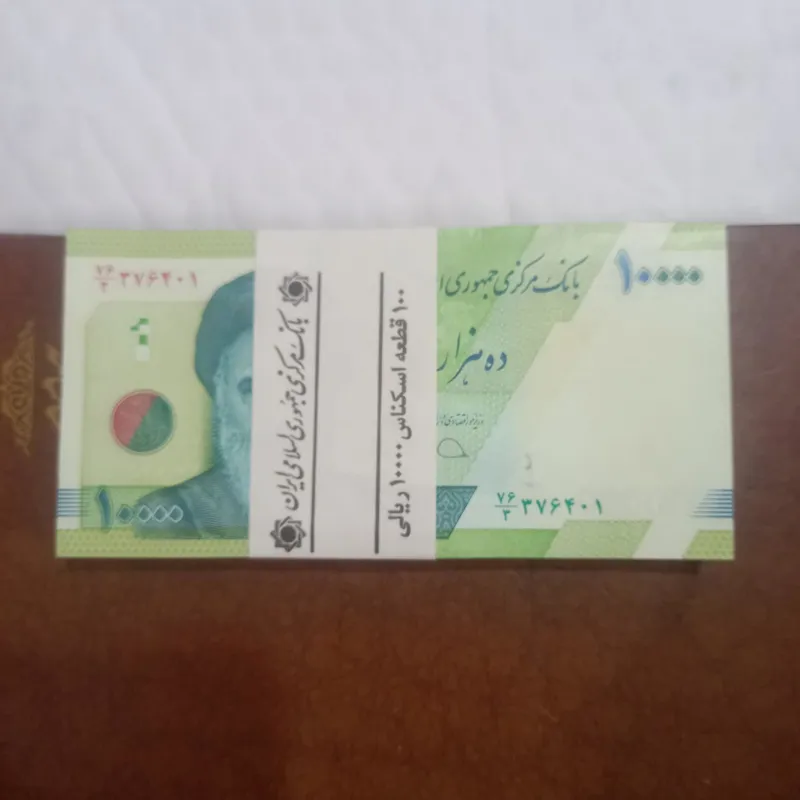 ۷۶/۳ ۳۷۶۴۰۱
۱۰۰۰۰
بانک مرکزی جمهوری اسلامی ایران
۱۰۰ قطعه اسکناس ۱۰۰۰۰ ریالی
بانک مرکزی جمهوری ا
۱۰۰۰۰
ده هزار
۷۶/۳ ۳۷۶۴۰۱